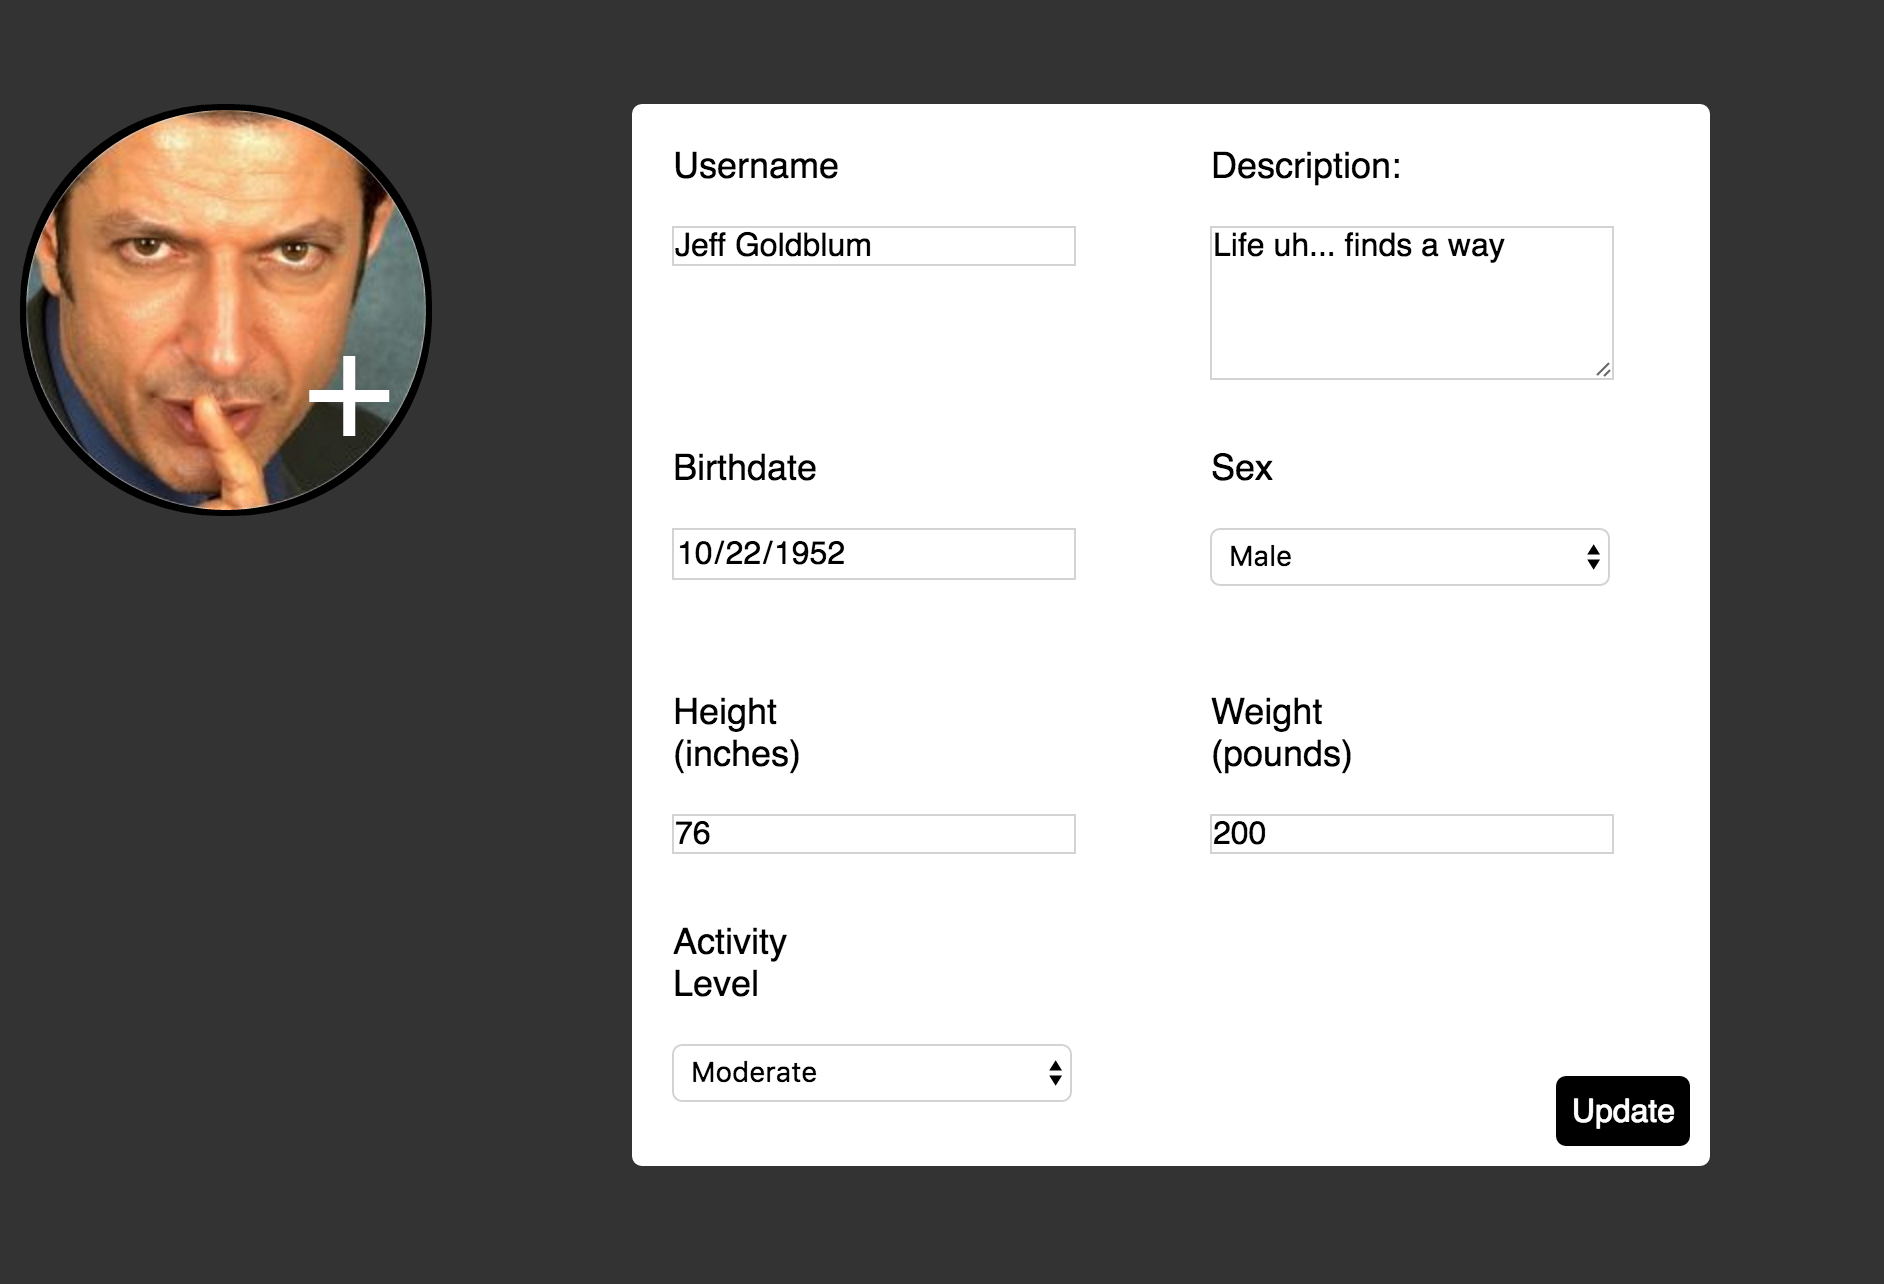 Username
Description:
Jeff Goldblum
Life uh... finds a way
Birthdate
Sex
10/22/1952
Male
Height
(inches)
Weight
(pounds)
76
200
Activity
Level
Moderate
Update